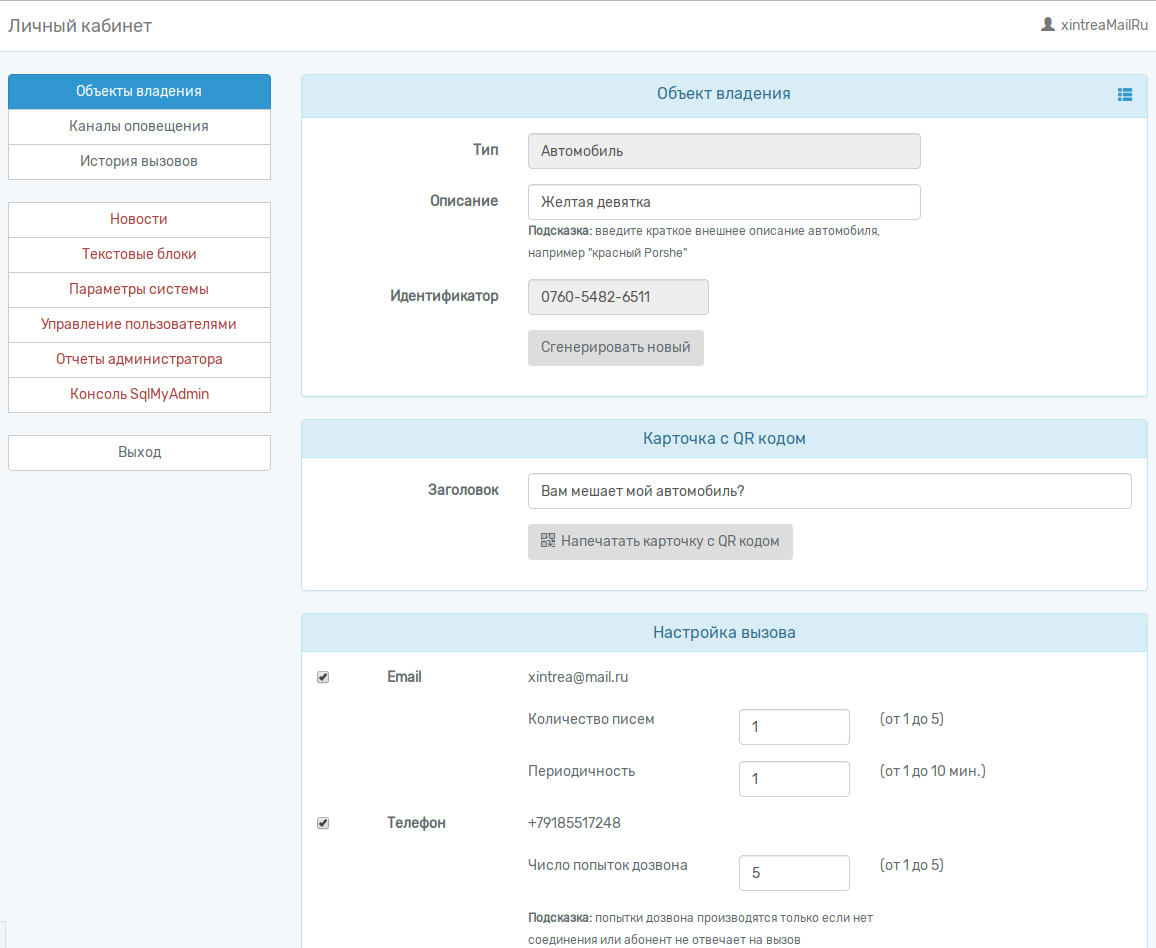 Личный кабинет
xintreaMailRu
Объекты владения
Каналы оповещения
История вызовов
Новости
Текстовые блоки
Параметры системы
Управление пользователями
Отчеты администратора
Консоль SqlMyAdmin
Выход
Объект владения
Тип
Автомобиль
Описание
Желтая девятка
Подсказка: введите краткое внешнее описание автомобиля,
например "красный Porshe"
Идентификатор
0760-5482-6511
Сгенерировать новый
Карточка с QR кодом
Заголовок
Вам мешает мой автомобиль?
Напечатать карточку с QR кодом
Настройка вызова
Email
xintrea@mail.ru
Количество писем
1
(от 1 до 5)
Периодичность
1
(от 1 до 10 мин.)
Телефон
+79185517248
Число попыток дозвона
5
(от 1 до 5)
Подсказка: попытки дозвона производятся только если нет
соединения или абонент не отвечает на вызов